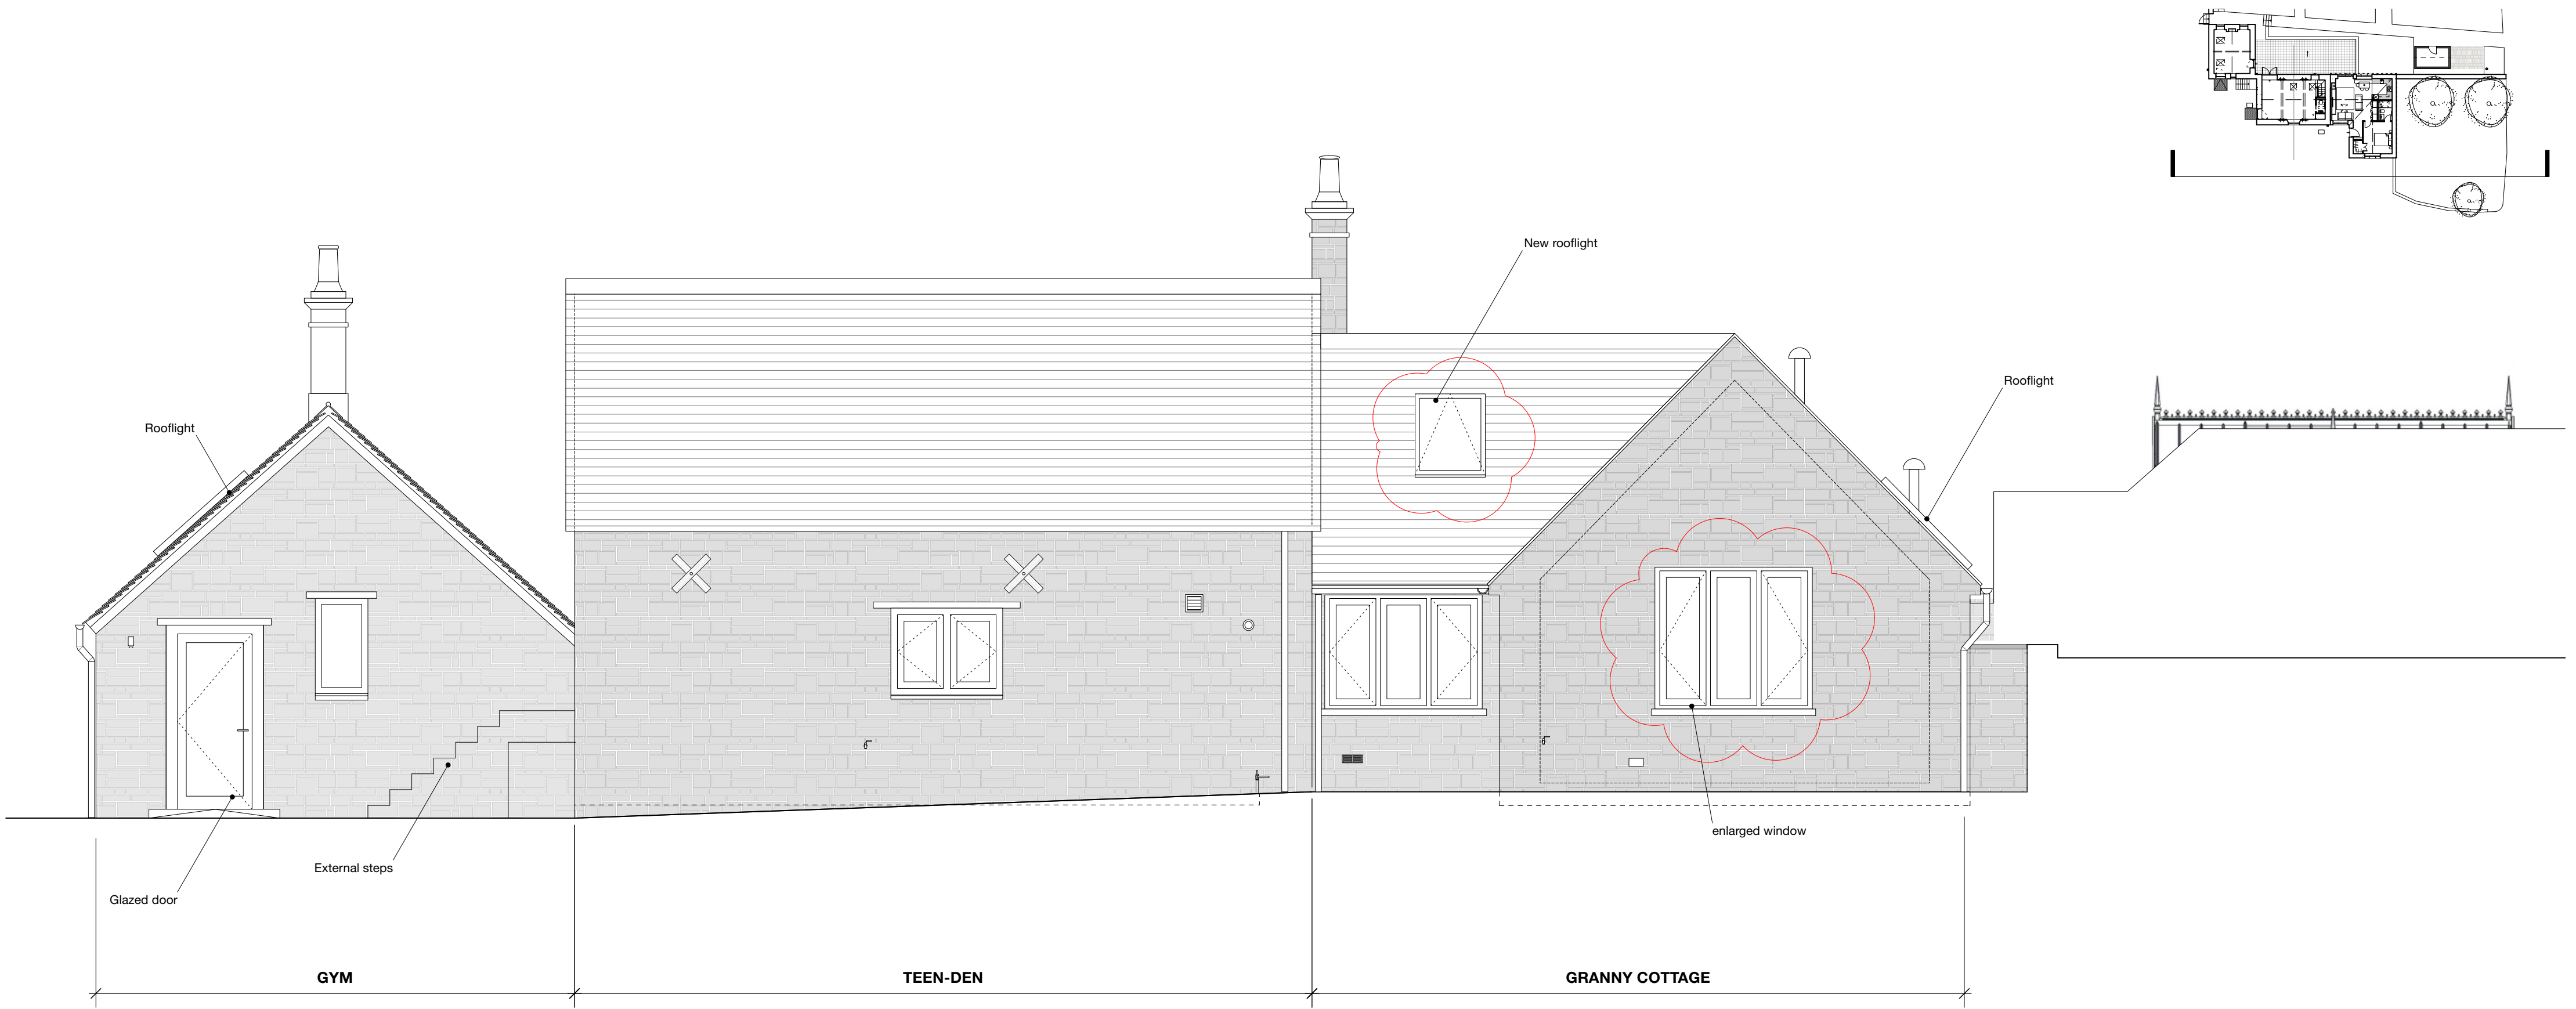 New rooflight
Rooflight
Rooflight
enlarged window
External steps
Glazed door
GYM
TEEN-DEN
GRANNY COTTAGE